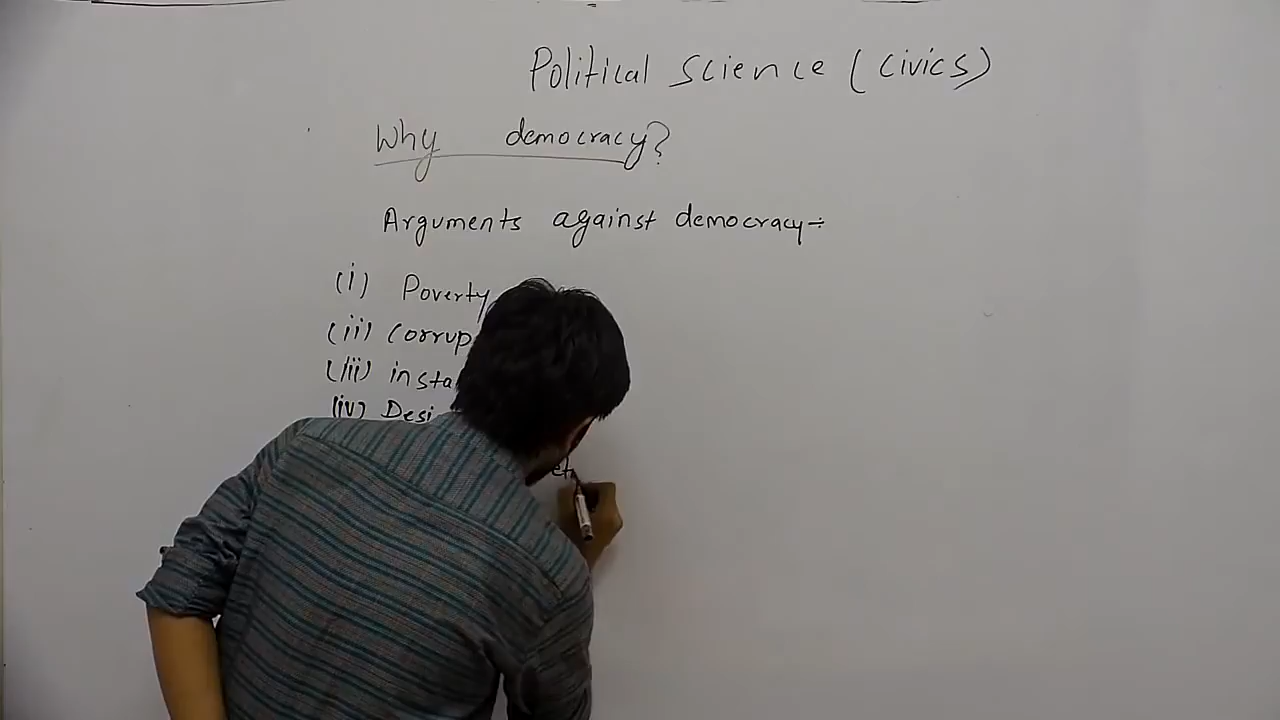 Political Science (Civics)
Why democracy?
Arguments against democracy÷
(i) Poverty
(ii) Corrup
(iii) insta
(iv) Desi